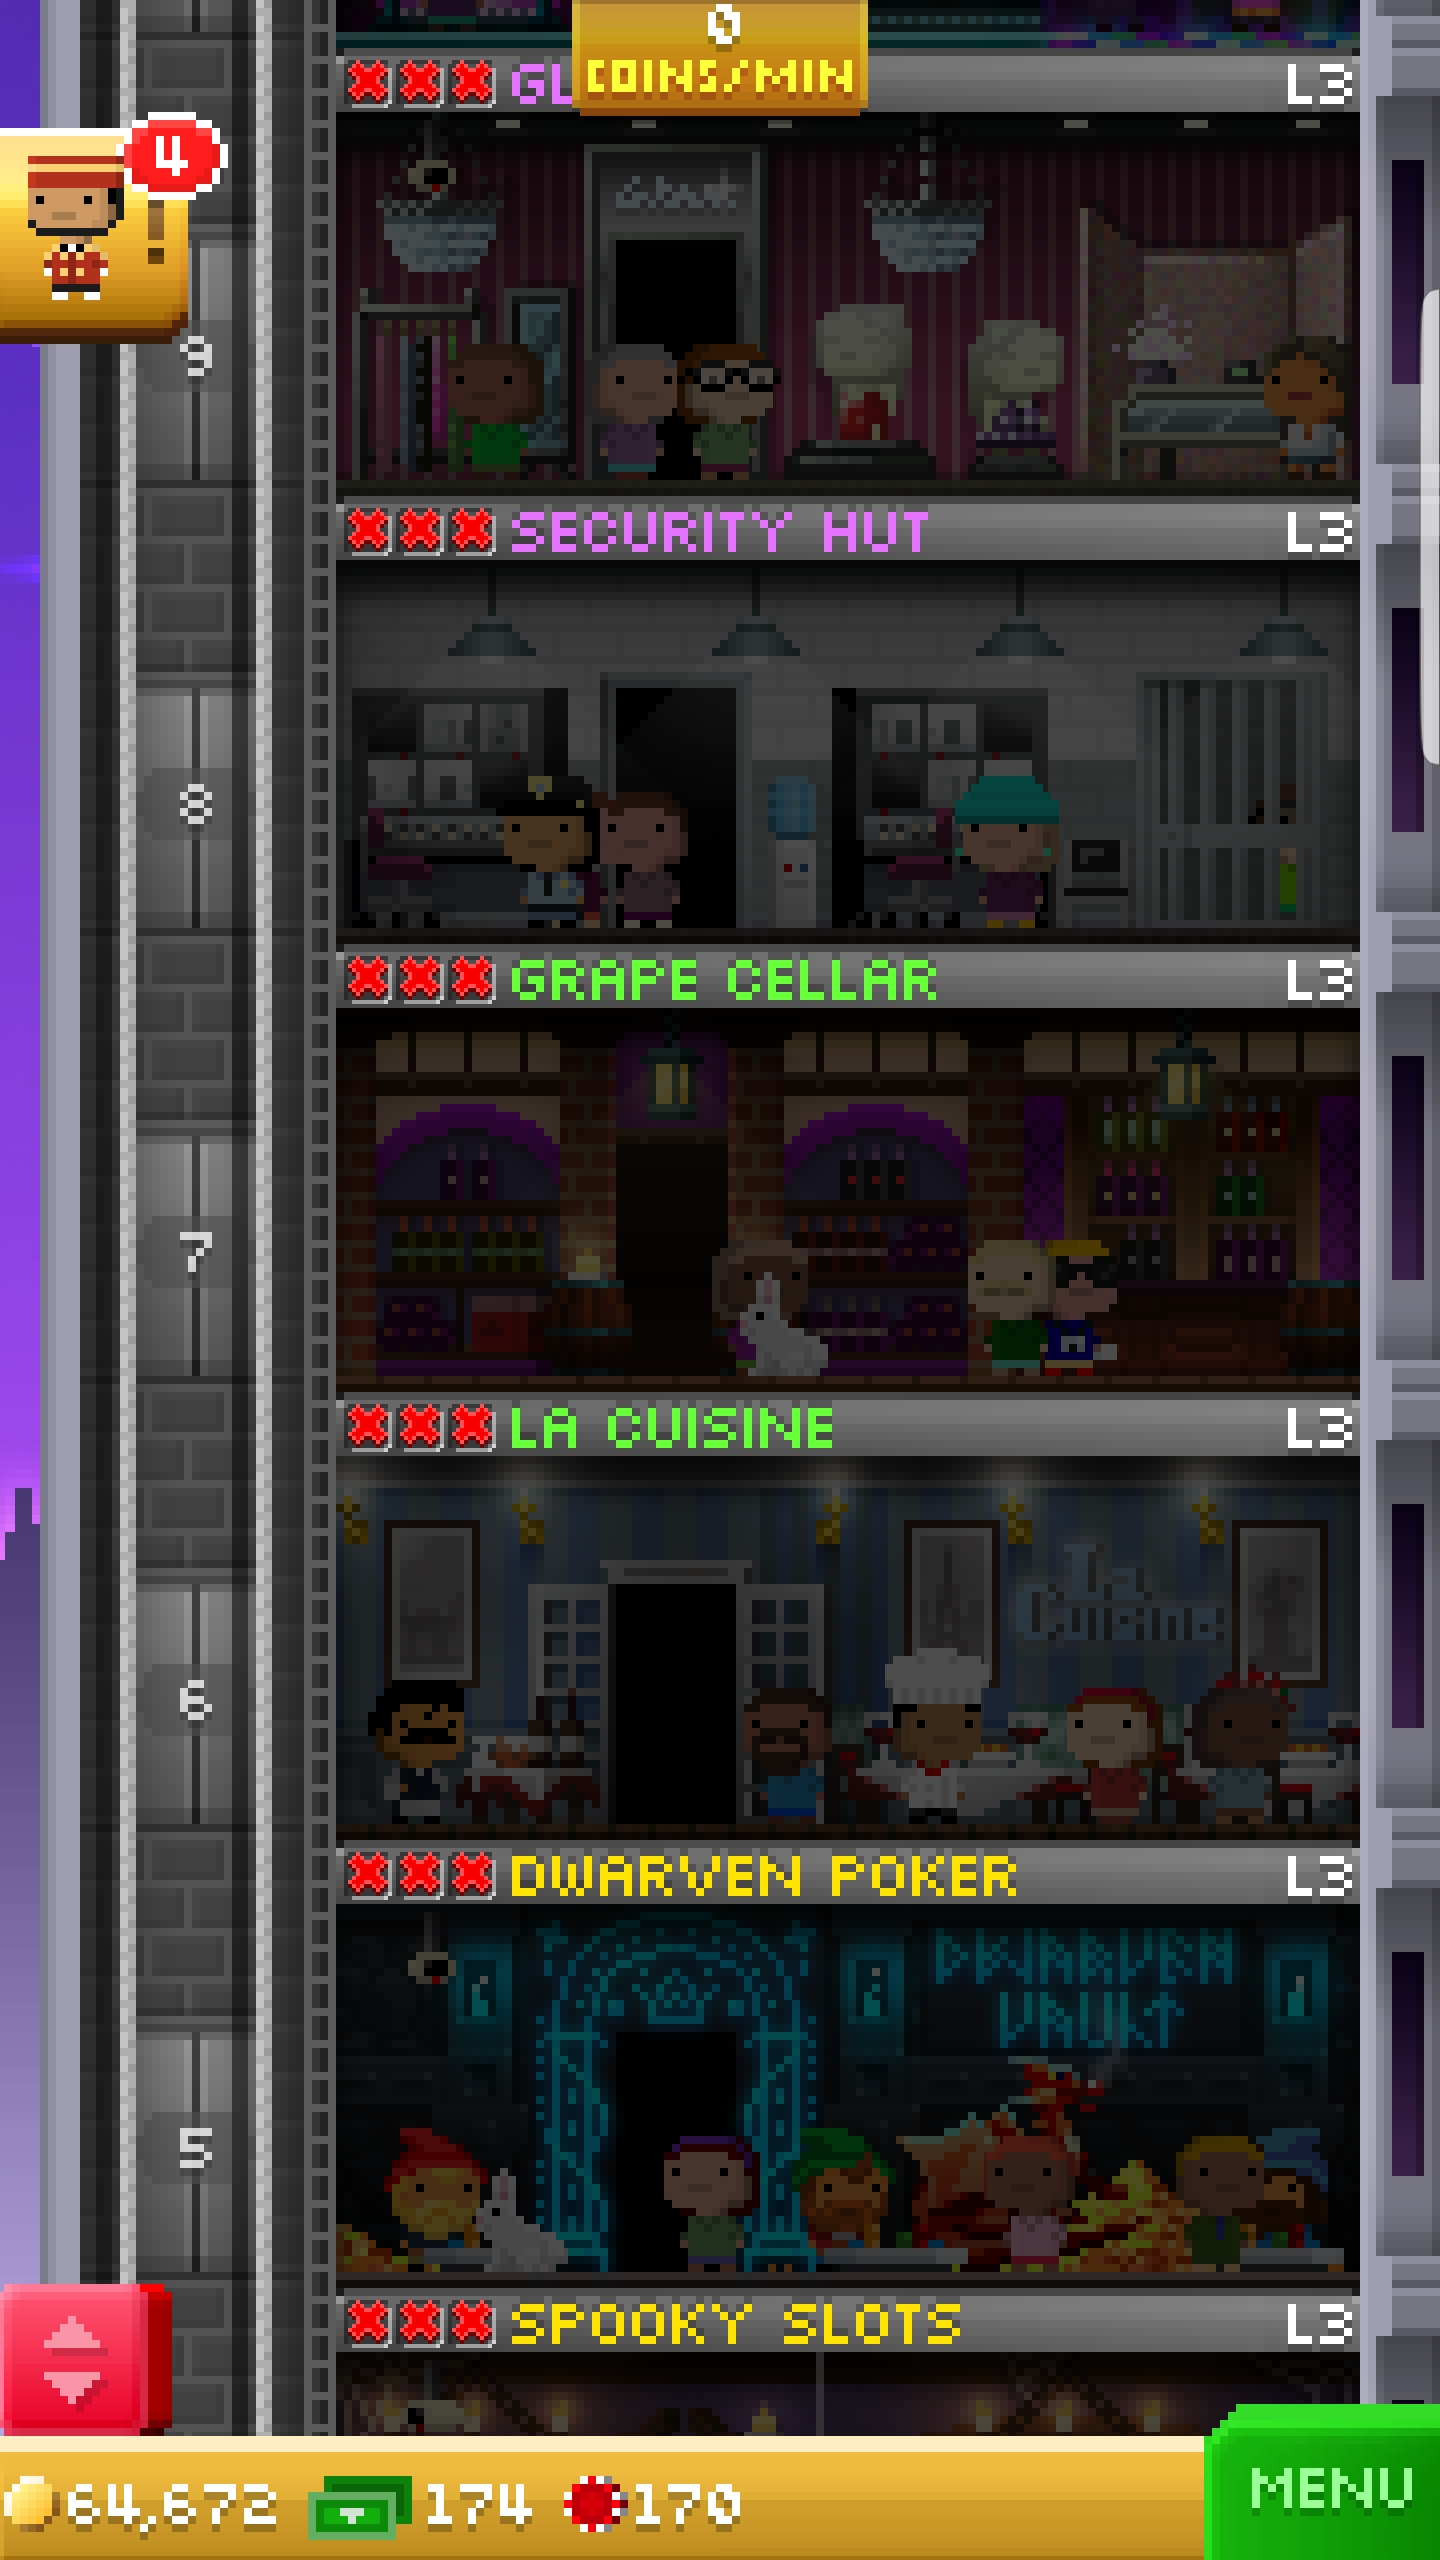 0
COINS/MIN
GL
L3
4
9
SECURITY HUT
L3
8
GRAPE CELLAR
L3
7
LA CUISINE
L3
La
Cuisine
6
DWARVEN POKER
L3
DWARVEN
VAULT
5
SPOOKY SLOTS
L3
64,672 174 170
MENU